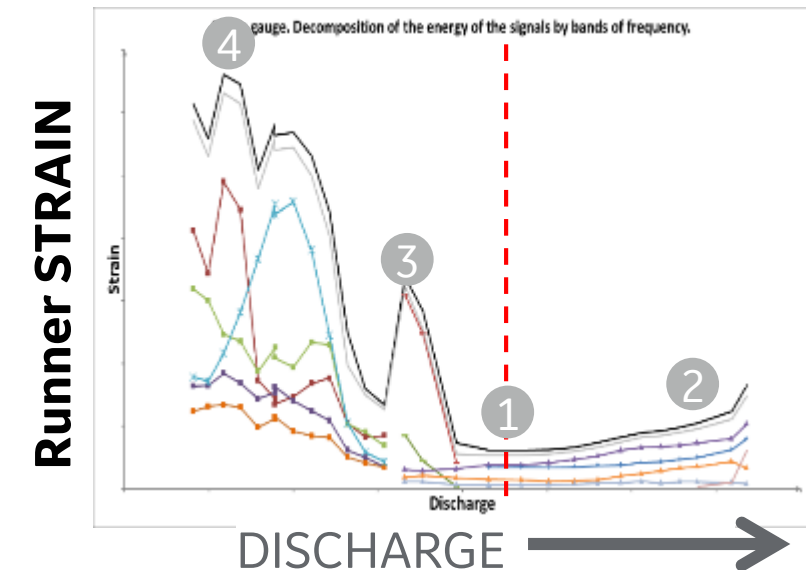 4 gauge. Decomposition of the energy of the signals by bands of frequency.
3
2
1
Runner STRAIN
Strain
Discharge
DISCHARGE